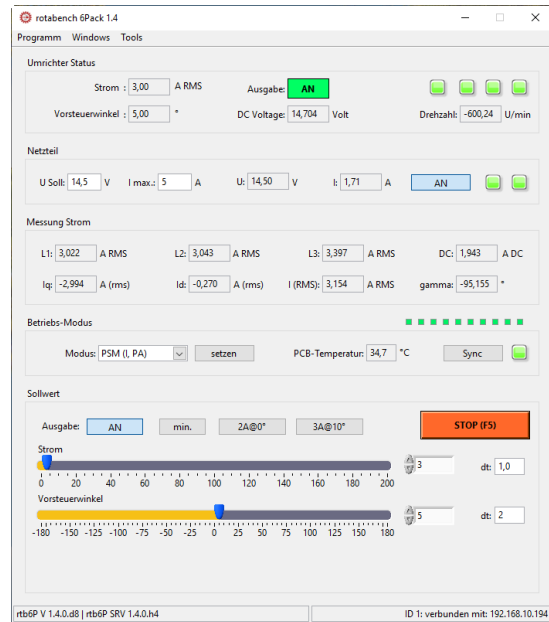 rotabench 6Pack 1.4
Programm Windows Tools
Umrichter Status
Strom : 3,00 A RMS Ausgabe: AN
Vorsteuerwinkel : 5,00 ° DC Voltage: 14,704 Volt Drehzahl: -600,24 U/min
Netzteil
U Soll: 14,5 V I max.: 5 A U: 14,50 V I: 1,71 A AN
Messung Strom
L1: 3,022 A RMS L2: 3,043 A RMS L3: 3,397 A RMS DC: 1,943 A DC
Iq: -2,994 A (rms) Id: -0,270 A (rms) I (RMS): 3,154 A RMS gamma: -95,155 °
Betriebs-Modus
Modus: PSM (I, PA) setzen PCB-Temperatur: 34,7 °C Sync
Sollwert
Ausgabe: AN min. 2A@0° 3A@10° STOP (F5)
Strom
3 dt: 1,0
0 20 40 60 80 100 120 140 160 180 200
Vorsteuerwinkel
5 dt: 2
-180 -150 -125 -100 -75 -50 -25 0 25 50 75 100 125 150 180
rtb6P V 1.4.0.d8 | rtb6P SRV 1.4.0.h4 ID 1: verbunden mit: 192.168.10.194